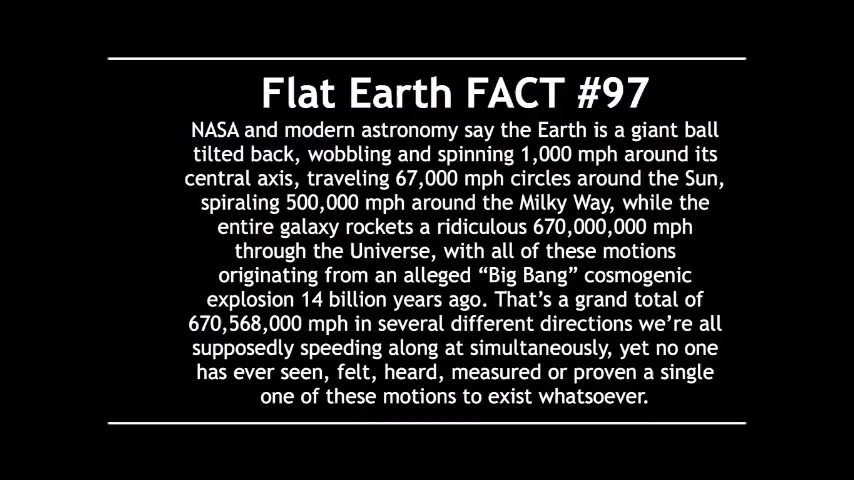 Flat Earth FACT #97
NASA and modern astronomy say the Earth is a giant ball
tilted back, wobbling and spinning 1,000 mph around its
central axis, traveling 67,000 mph circles around the Sun,
spiraling 500,000 mph around the Milky Way, while the
entire galaxy rockets a ridiculous 670,000,000 mph
through the Universe, with all of these motions
originating from an alleged “Big Bang” cosmogenic
explosion 14 billion years ago. That’s a grand total of
670,568,000 mph in several different directions we’re all
supposedly speeding along at simultaneously, yet no one
has ever seen, felt, heard, measured or proven a single
one of these motions to exist whatsoever.